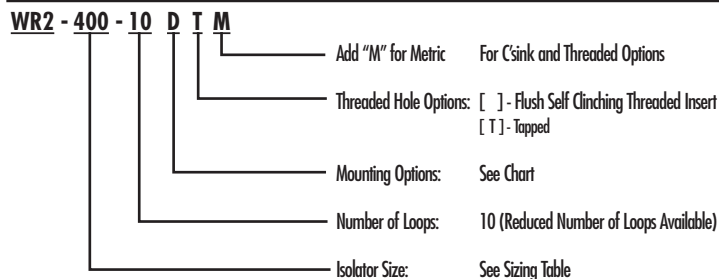 WR2 - 400 - 10 D T M
Add "M" for Metric For C'sink and Threaded Options
Threaded Hole Options: [ ] - Flush Self Clinching Threaded Insert
[ T ] - Tapped
Mounting Options: See Chart
Number of Loops: 10 (Reduced Number of Loops Available)
Isolator Size: See Sizing Table